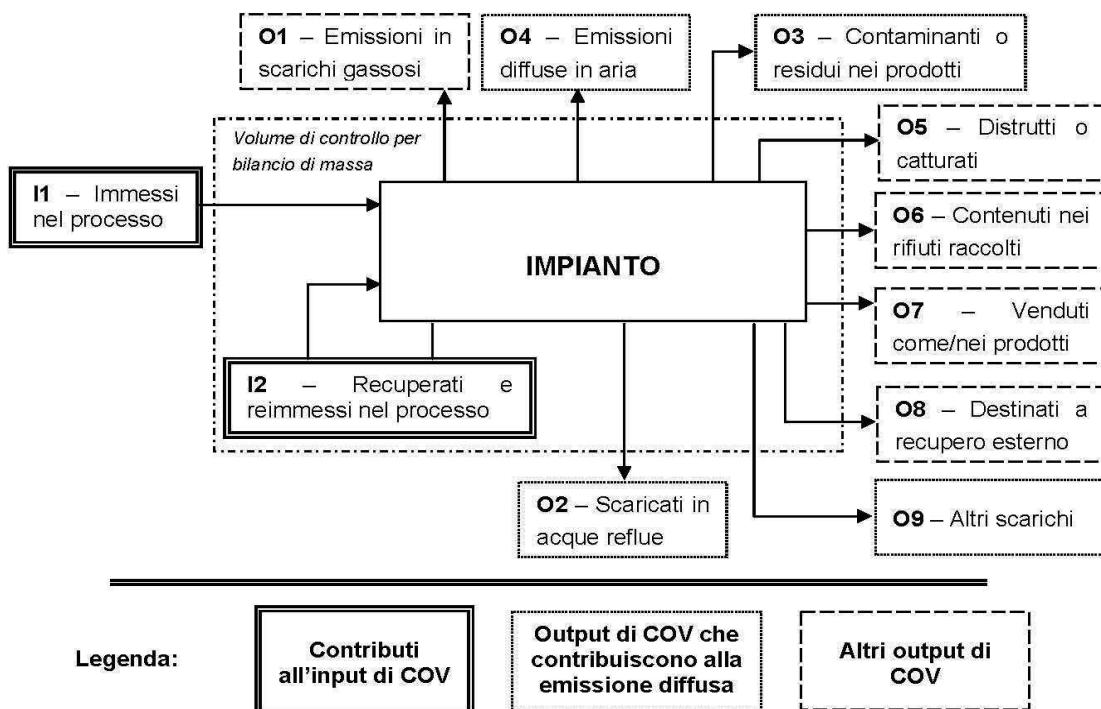 O1 – Emissioni in
scarichi gassosi
O4 – Emissioni
diffuse in aria
O3 – Contaminanti o
residui nei prodotti
Volume di controllo per
bilancio di massa
O5 – Distrutti o
catturati
I1 – Immessi
nel processo
O6 – Contenuti nei
rifiuti raccolti
IMPIANTO
O7 – Venduti
come/nei prodotti
I2 – Recuperati e
reimmessi nel processo
O8 – Destinati a
recupero esterno
O2 – Scaricati in
acque reflue
O9 – Altri scarichi
Legenda:
Contributi
all'input di COV
Output di COV che
contribuiscono alla
emissione diffusa
Altri output di
COV